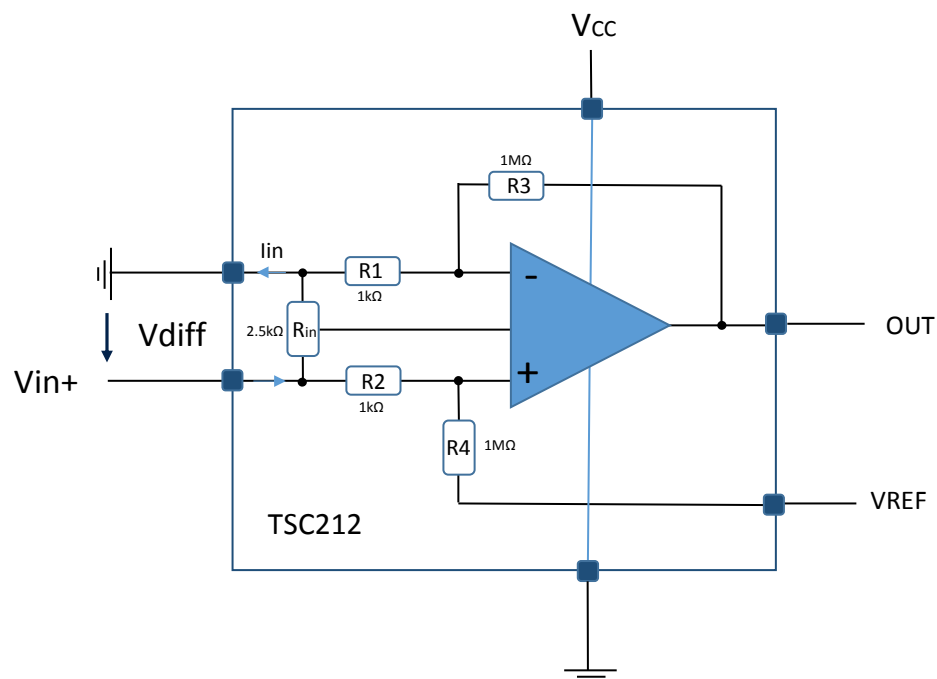 VCC
1MΩ
R3
Iin
R1
1kΩ
-
Vdiff
2.5kΩ
Rin
OUT
Vin+
R2
+
1kΩ
R4
1MΩ
VREF
TSC212